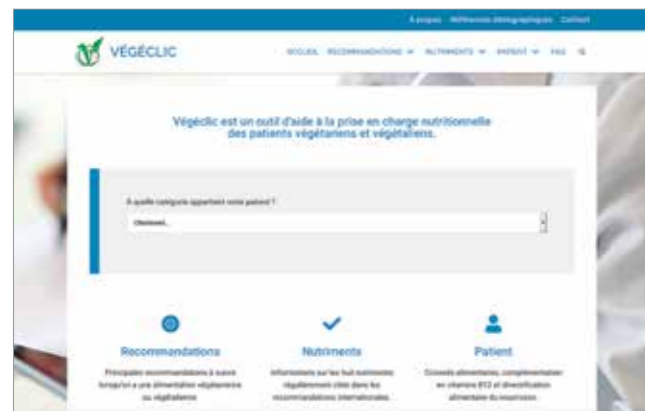 À propos Références bibliographiques Contact
VÉGÉCLIC
ACCUEIL RECOMMANDATIONS NUTRIMENTS PATIENT FAQ
Végéclic est un outil d'aide à la prise en charge nutritionnelle
des patients végétariens et végétaliens.
À quelle catégorie appartient votre patient ?
Choisissez...
Recommandations
Nutriments
Patient
Principales recommandations à suivre
lorsqu'on a une alimentation végétarienne
ou végétalienne
Informations sur les huit nutriments
régulièrement cités dans les
recommandations internationales.
Conseils alimentaires, complémentation
en vitamine B12 et diversification
alimentaire du nourrisson.